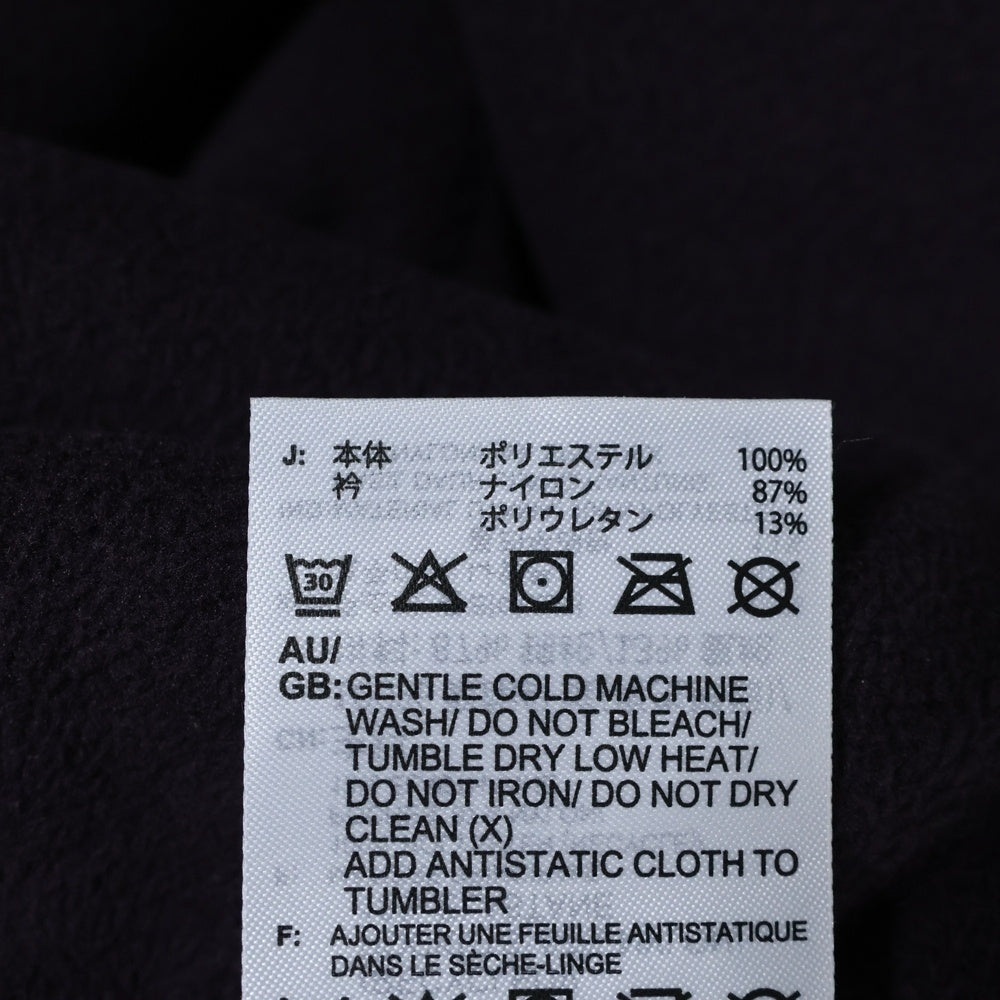 J: 本体 ポリエステル 100%
衿 ナイロン 87%
ポリウレタン 13%
30
AU/
GB: GENTLE COLD MACHINE
WASH/ DO NOT BLEACH/
TUMBLE DRY LOW HEAT/
DO NOT IRON/ DO NOT DRY
CLEAN (X)
ADD ANTISTATIC CLOTH TO
TUMBLER
F: AJOUTER UNE FEUILLE ANTISTATIQUE
DANS LE SÈCHE-LINGE